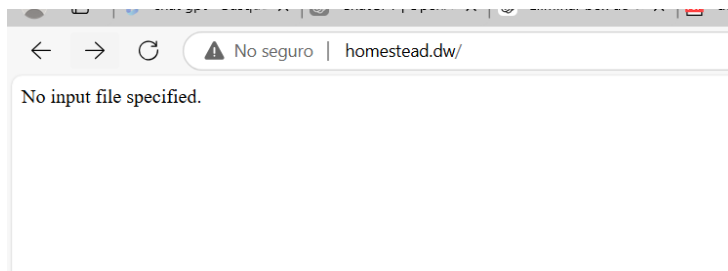 No seguro | homestead.dw/
No input file specified.